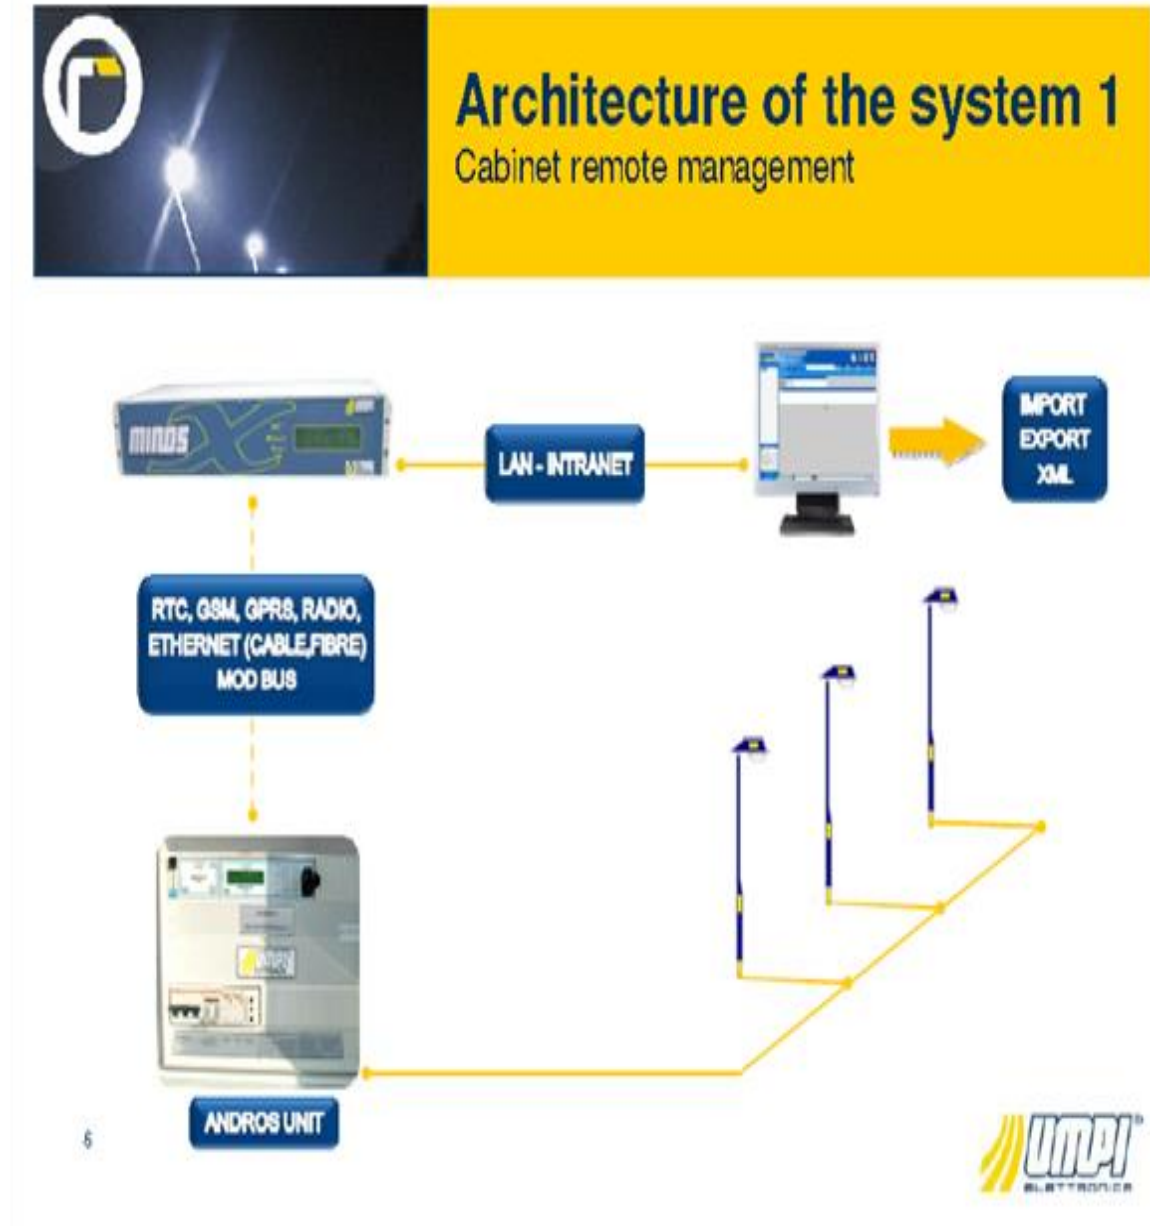 Architecture of the system 1
Cabinet remote management
minos X
LAN - INTRANET
IMPORT
EXPORT
XML
RTC, GSM, GPRS, RADIO,
ETHERNET (CABLE,FIBRE)
MOD BUS
UMPI
ANDROS UNIT
6
UMPI
ELETTRONICA